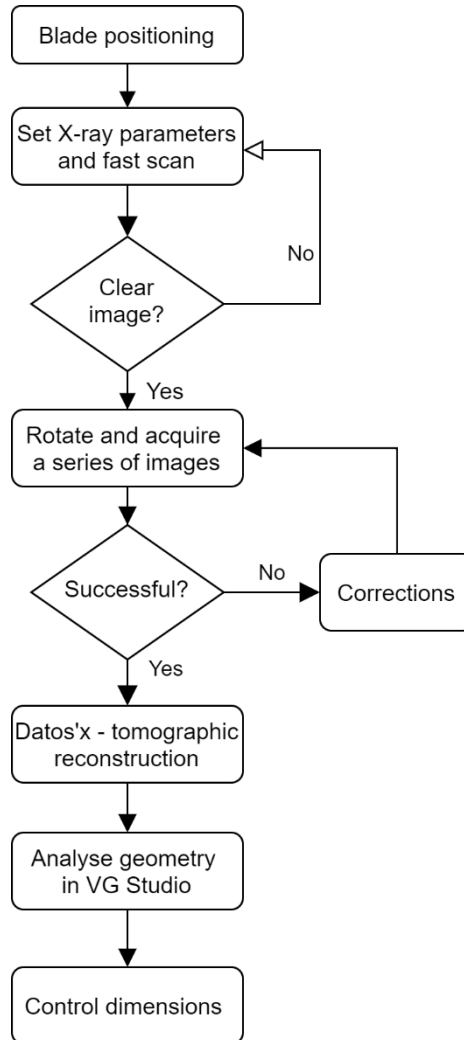 Blade positioning
Set X-ray parameters
and fast scan
No
Clear
image?
Yes
Rotate and acquire
a series of images
Successful?
No
Corrections
Yes
Datos'x - tomographic
reconstruction
Analyse geometry
in VG Studio
Control dimensions